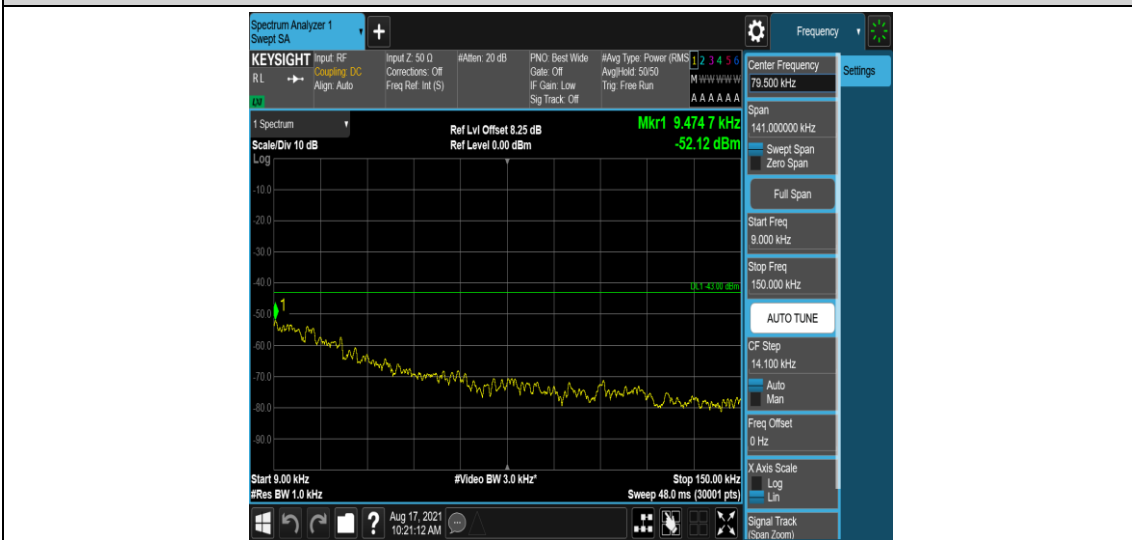 Spectrum Analyzer 1
Swept SA
+
Frequency
KEYSIGHT
RL
LXI
Input: RF
Coupling: DC
Align: Auto
Input Z: 50 Ω
Corrections: Off
Freq Ref: Int (S)
#Atten: 20 dB
PNO: Best Wide
Gate: Off
IF Gain: Low
Sig Track: Off
#Avg Type: Power (RMS
Avg|Hold: 50/50
Trig: Free Run
1 2 3 4 5 6
M W W W W W
A A A A A A
1 Spectrum
Scale/Div 10 dB
Log
Ref Lvl Offset 8.25 dB
Ref Level 0.00 dBm
Mkr1 9.474 7 kHz
-52.12 dBm
-10.0
-20.0
-30.0
-40.0
-50.0
-60.0
-70.0
-80.0
-90.0
DL1 -43.00 dBm
1
Start 9.00 kHz
#Res BW 1.0 kHz
#Video BW 3.0 kHz*
Stop 150.00 kHz
Sweep 48.0 ms (30001 pts)
Center Frequency
79.500 kHz
Span
141.000000 kHz
Swept Span
Zero Span
Full Span
Start Freq
9.000 kHz
Stop Freq
150.000 kHz
AUTO TUNE
CF Step
14.100 kHz
Auto
Man
Freq Offset
0 Hz
X Axis Scale
Log
Lin
Signal Track
(Span Zoom)
Settings
?
Aug 17, 2021
10:21:12 AM